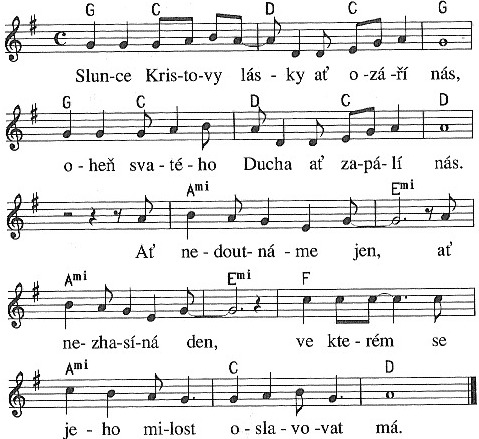 G C D C G
Slun-ce Kris-to-vy lás-ky ať o-zá-ří nás,
G C D C D
o-heň sva-té-ho Ducha ať za-pá-lí nás.
Ami Emi
Ať ne-dout-ná-me jen, ať
Ami Emi F
ne-zha-sí-ná den, ve kte-rém se
Ami C D
je-ho mi-lost o-sla-vo-vat má.